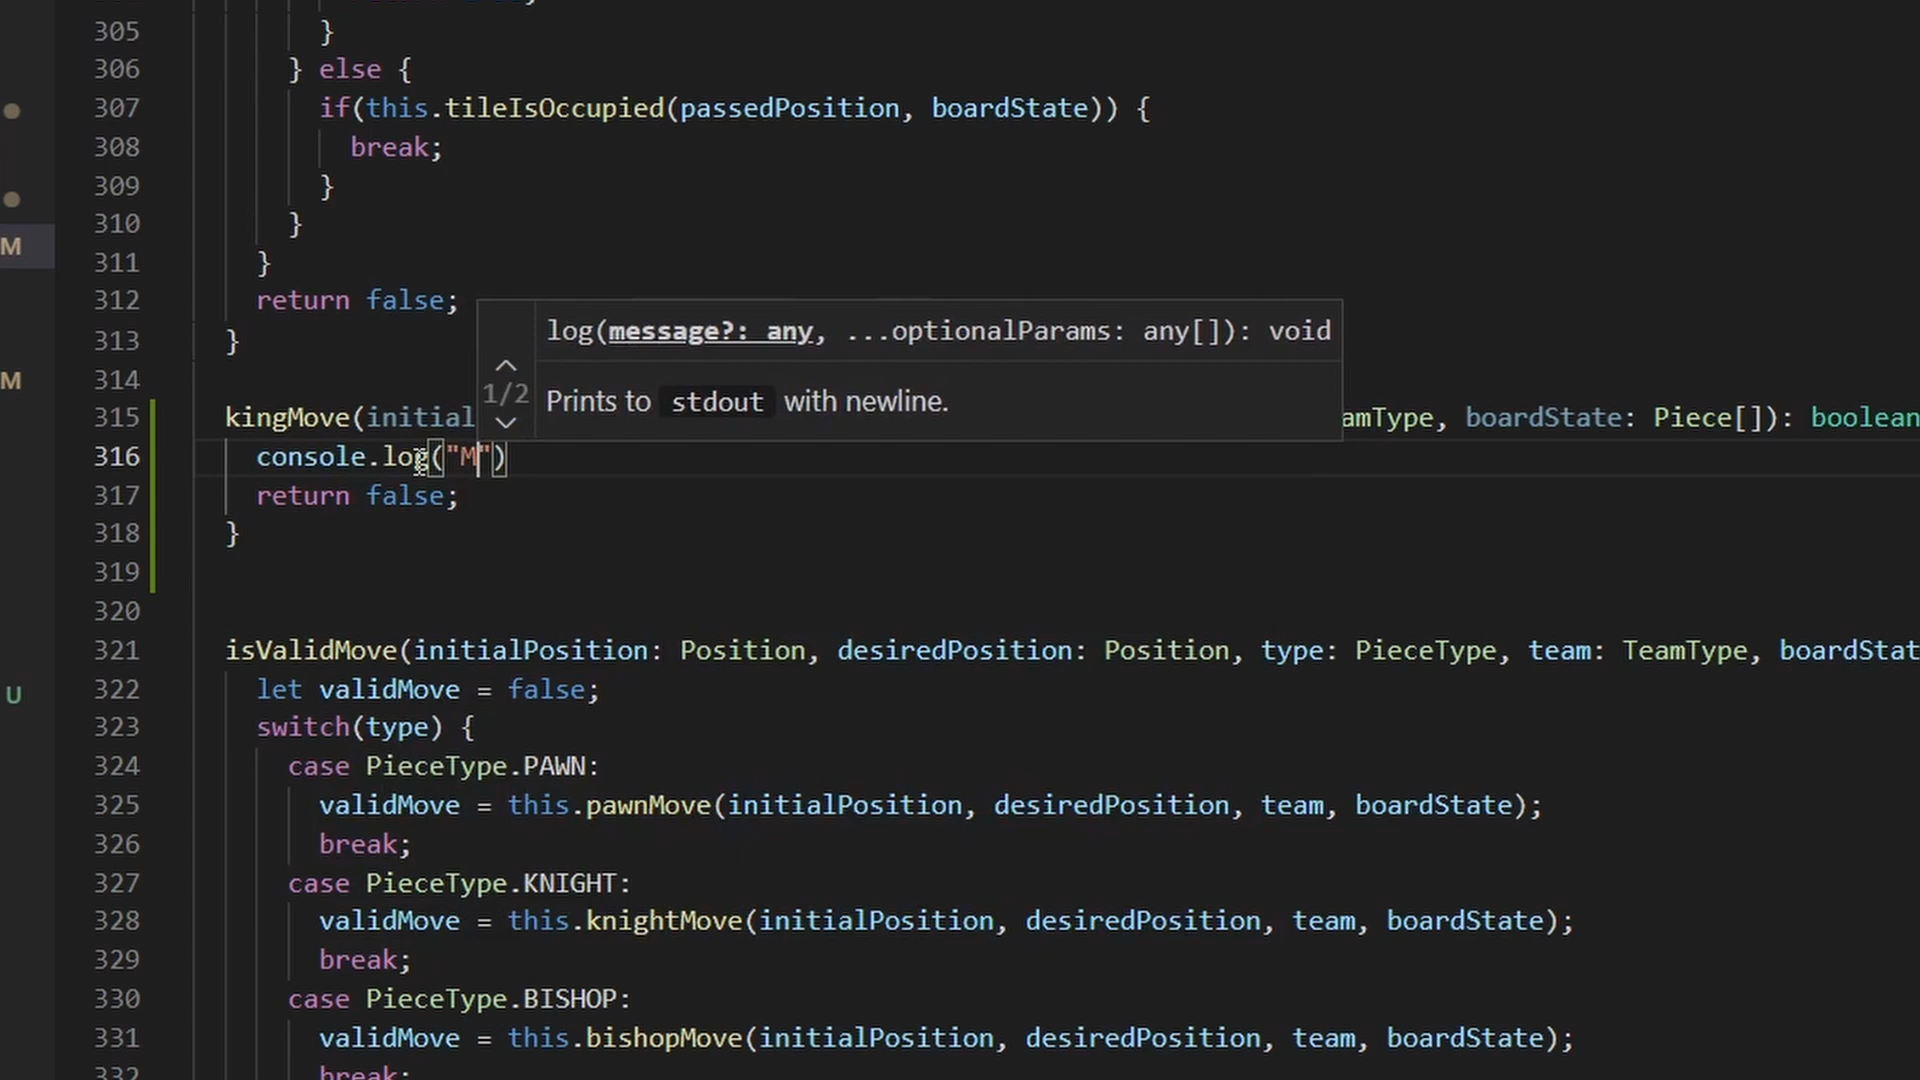 305 }
306 } else {
307 if(this.tileIsOccupied(passedPosition, boardState)) {
308 break;
309 }
310 }
M 311 }
312 return false;
log(message?: any, ...optionalParams: any[]): void
313 }
1/2
Prints to stdout with newline.
M 314
315 kingMove(initial amType, boardState: Piece[]): boolean
316 console.log("M")
317 return false;
318 }
319
320
321 isValidMove(initialPosition: Position, desiredPosition: Position, type: PieceType, team: TeamType, boardStat
U 322 let validMove = false;
323 switch(type) {
324 case PieceType.PAWN:
325 validMove = this.pawnMove(initialPosition, desiredPosition, team, boardState);
326 break;
327 case PieceType.KNIGHT:
328 validMove = this.knightMove(initialPosition, desiredPosition, team, boardState);
329 break;
330 case PieceType.BISHOP:
331 validMove = this.bishopMove(initialPosition, desiredPosition, team, boardState);
332 break;